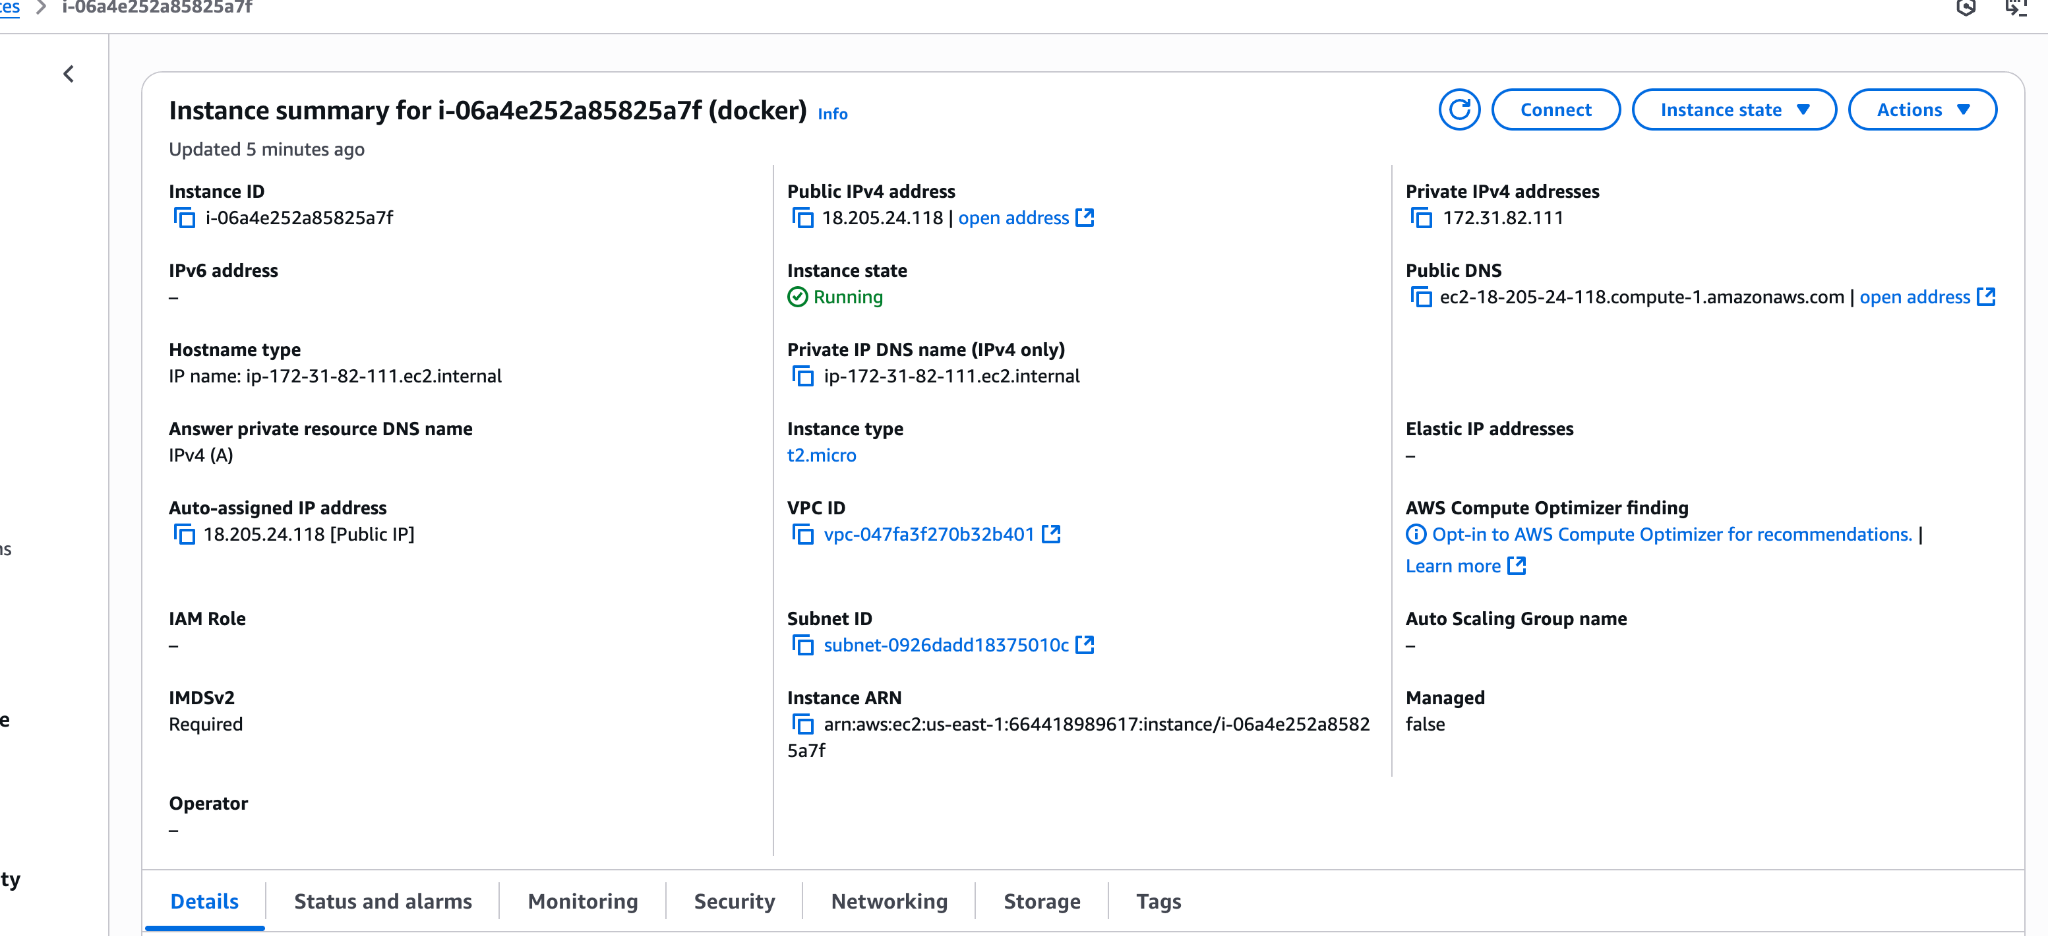 i-06a4e252a85825a7f
Instance summary for i-06a4e252a85825a7f (docker) Info
Connect
Instance state
Actions
Updated 5 minutes ago
Instance ID
i-06a4e252a85825a7f
Public IPv4 address
18.205.24.118 | open address
Private IPv4 addresses
172.31.82.111
IPv6 address
–
Instance state
Running
Public DNS
ec2-18-205-24-118.compute-1.amazonaws.com | open address
Hostname type
IP name: ip-172-31-82-111.ec2.internal
Private IP DNS name (IPv4 only)
ip-172-31-82-111.ec2.internal
Answer private resource DNS name
IPv4 (A)
Instance type
t2.micro
Elastic IP addresses
–
Auto-assigned IP address
18.205.24.118 [Public IP]
VPC ID
vpc-047fa3f270b32b401
AWS Compute Optimizer finding
Opt-in to AWS Compute Optimizer for recommendations. |
Learn more
IAM Role
–
Subnet ID
subnet-0926dadd18375010c
Auto Scaling Group name
–
IMDSv2
Required
Instance ARN
arn:aws:ec2:us-east-1:664418989617:instance/i-06a4e252a8582
5a7f
Managed
false
Operator
–
Details
Status and alarms
Monitoring
Security
Networking
Storage
Tags